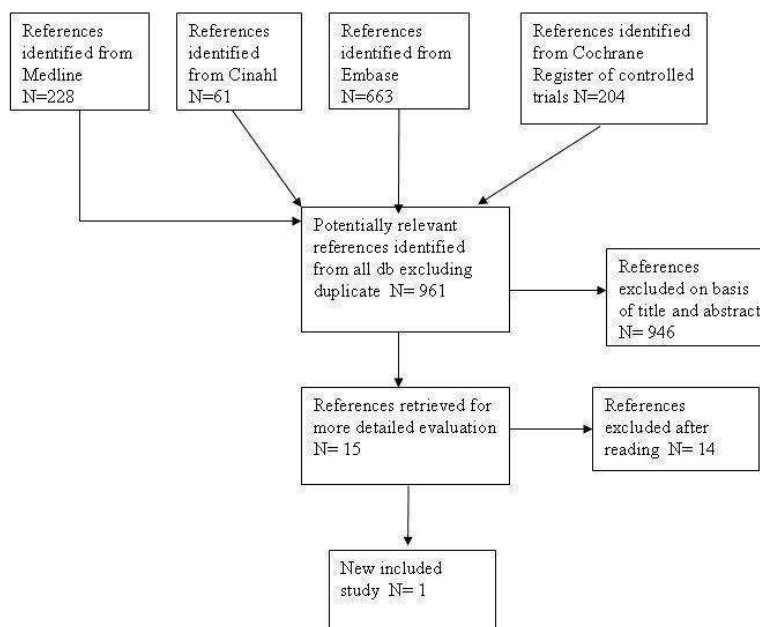 References
identified from
Medline
N=228
References
identified
from Cinahl
N=61
References
identified from
Embase
N=663
References identified
from Cochrane
Register of controlled
trials N=204
Potentially relevant
references identified
from all db excluding
duplicate N= 961
References
excluded on basis
of title and abstract
N= 946
References retrieved for
more detailed evaluation
N= 15
References
excluded after
reading N= 14
New included
study N= 1